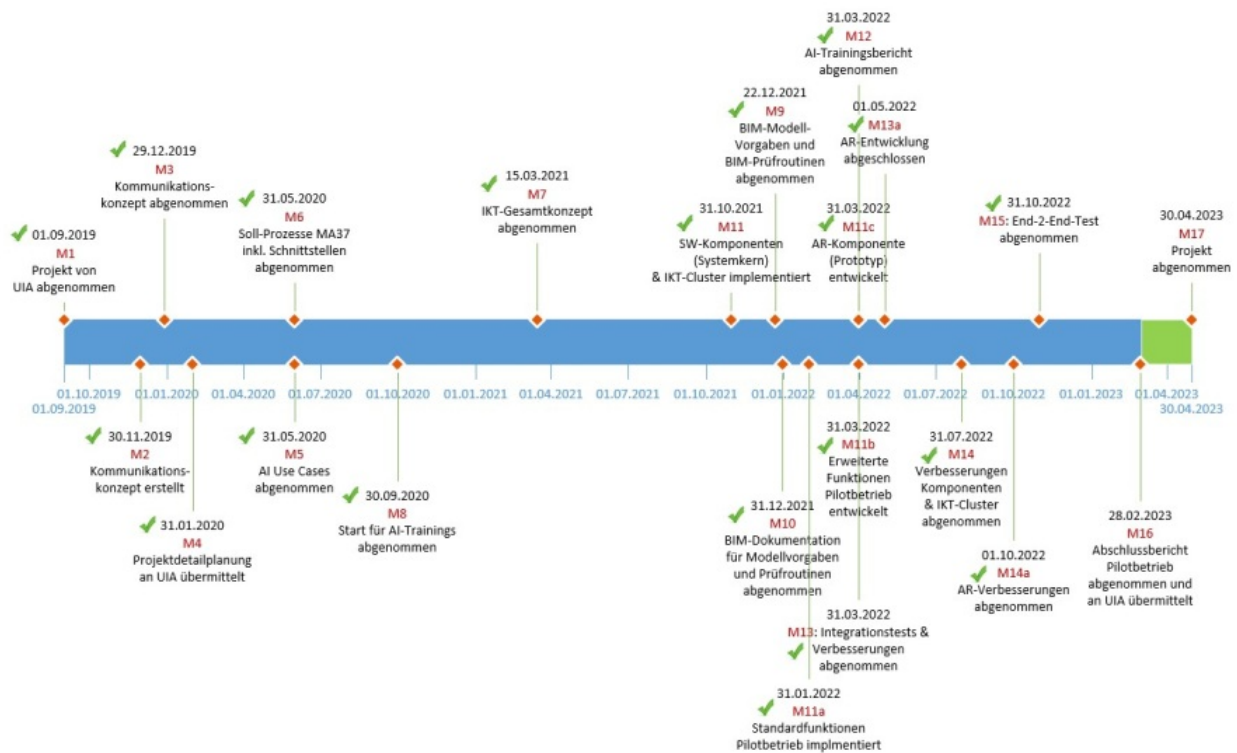 31.03.2022
M12
AI-Trainingsbericht
abgenommen
22.12.2021
M9
BIM-Modell-
Vorgaben und
BIM-Prüfroutinen
abgenommen
01.05.2022
M13a
AR-Entwicklung
abgeschlossen
29.12.2019
M3
Kommunikations-
konzept abgenommen
15.03.2021
M7
IKT-Gesamtkonzept
abgenommen
31.05.2020
M6
Soll-Prozesse MA37
inkl. Schnittstellen
abgenommen
31.10.2021
M11
SW-Komponenten
(Systemkern)
& IKT-Cluster implementiert
31.03.2022
M11c
AR-Komponente
(Prototyp)
entwickelt
31.10.2022
M15: End-2-End-Test
abgenommen
30.04.2023
M17
Projekt
abgenommen
01.09.2019
M1
Projekt von
UIA abgenommen
01.10.2019
01.01.2020
01.04.2020
01.07.2020
01.10.2020
01.01.2021
01.04.2021
01.07.2021
01.10.2021
01.01.2022
01.04.2022
01.07.2022
01.10.2022
01.01.2023
01.04.2023
01.09.2019
30.04.2023
30.11.2019
M2
Kommunikations-
konzept erstellt
31.05.2020
M5
AI Use Cases
abgenommen
31.03.2022
M11b
Erweiterte
Funktionen
Pilotbetrieb
entwickelt
31.07.2022
M14
Verbesserungen
Komponenten
& IKT-Cluster
abgenommen
30.09.2020
M8
Start für AI-Trainings
abgenommen
31.01.2020
M4
Projektdetailplanung
an UIA übermittelt
31.12.2021
M10
BIM-Dokumentation
für Modellvorgaben
und Prüfroutinen
abgenommen
28.02.2023
M16
Abschlussbericht
Pilotbetrieb
abgenommen und
an UIA übermittelt
01.10.2022
M14a
AR-Verbesserungen
abgenommen
31.03.2022
M13: Integrationstests &
Verbesserungen
abgenommen
31.01.2022
M11a
Standardfunktionen
Pilotbetrieb implmentiert